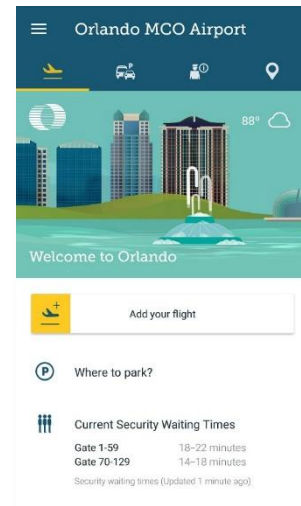 Orlando MCO Airport
P
88°
Welcome to Orlando
Add your flight
P Where to park?
Current Security Waiting Times
Gate 1-59 18-22 minutes
Gate 70-129 14-18 minutes
Security waiting times (Updated 1 minute ago)